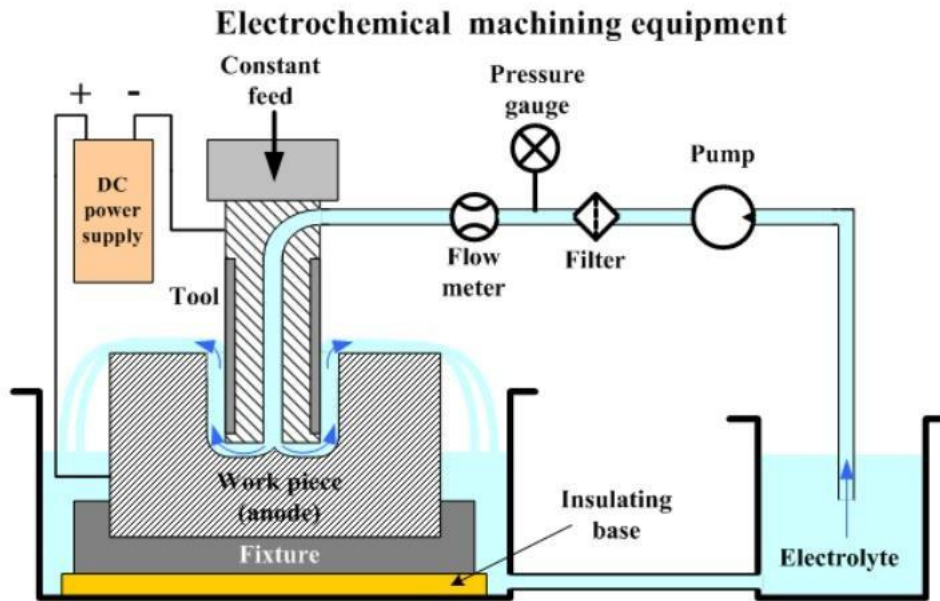 Electrochemical machining equipment
Constant
feed
+ -
DC
power
supply
Pressure
gauge
Pump
Flow
meter
Filter
Tool
Work piece
(anode)
Fixture
Insulating
base
Electrolyte